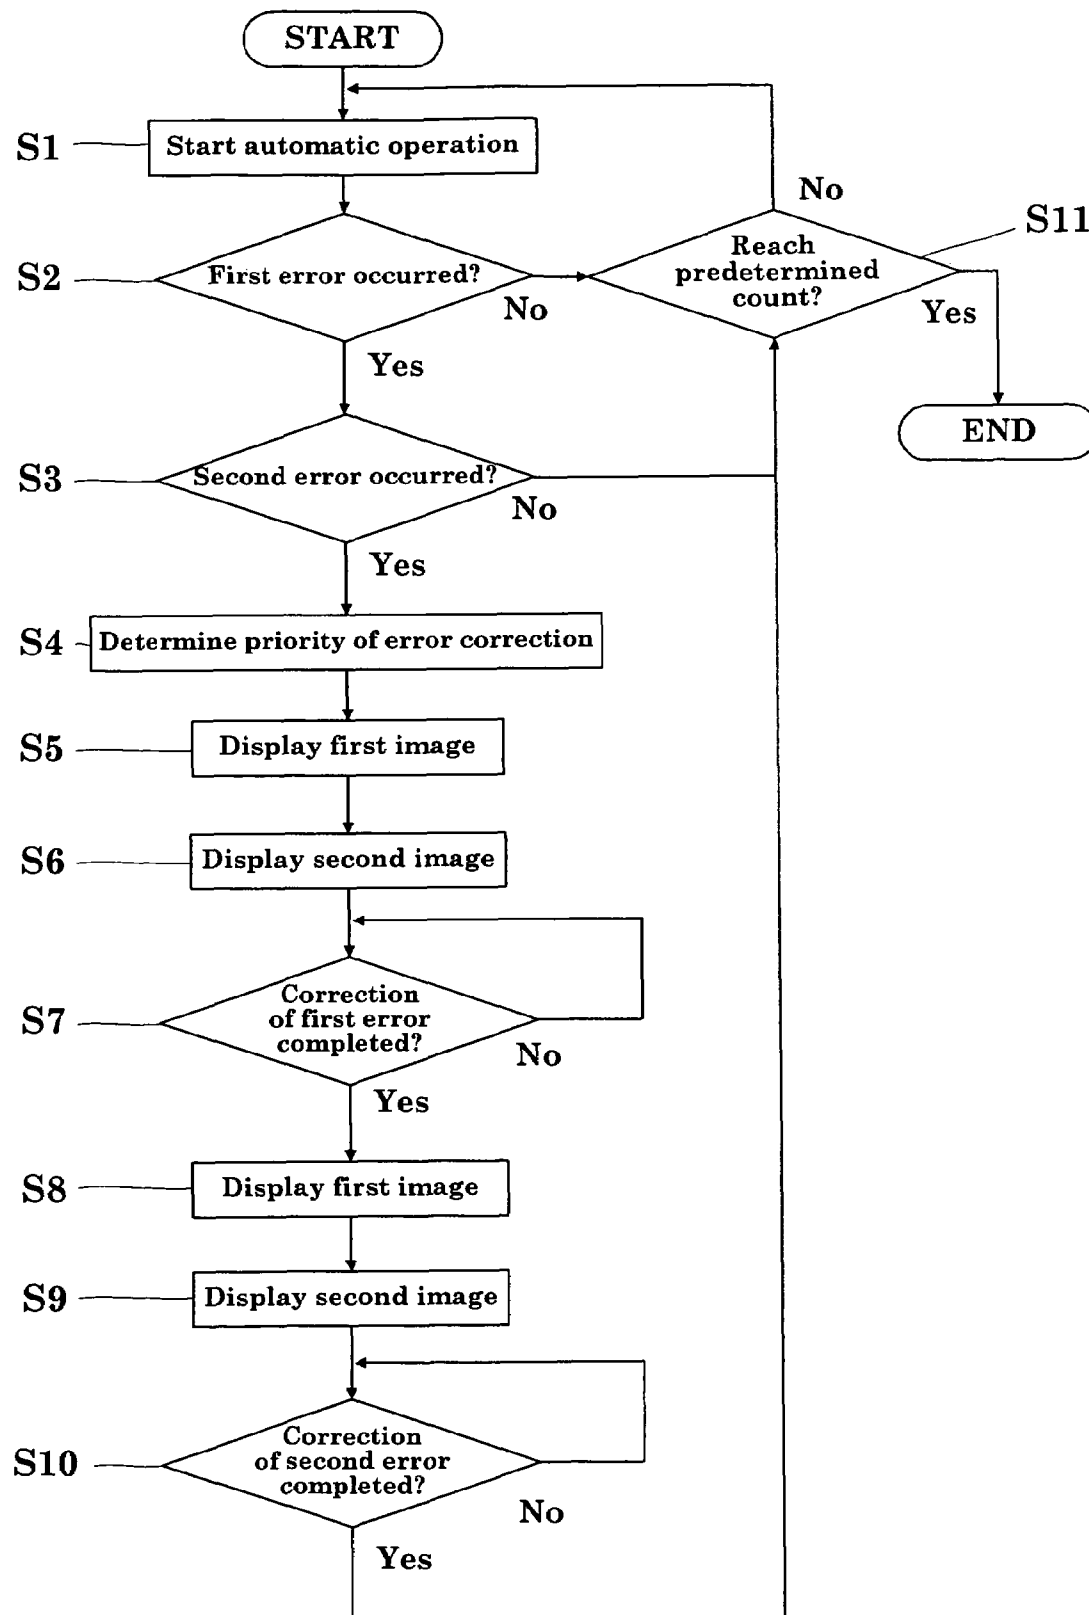 START
S1
Start automatic operation
No
S11
S2
First error occurred?
No
Reach
predetermined
count?
Yes
Yes
END
S3
Second error occurred?
No
Yes
S4
Determine priority of error correction
S5
Display first image
S6
Display second image
S7
Correction
of first error
completed?
No
Yes
S8
Display first image
S9
Display second image
S10
Correction
of second error
completed?
No
Yes